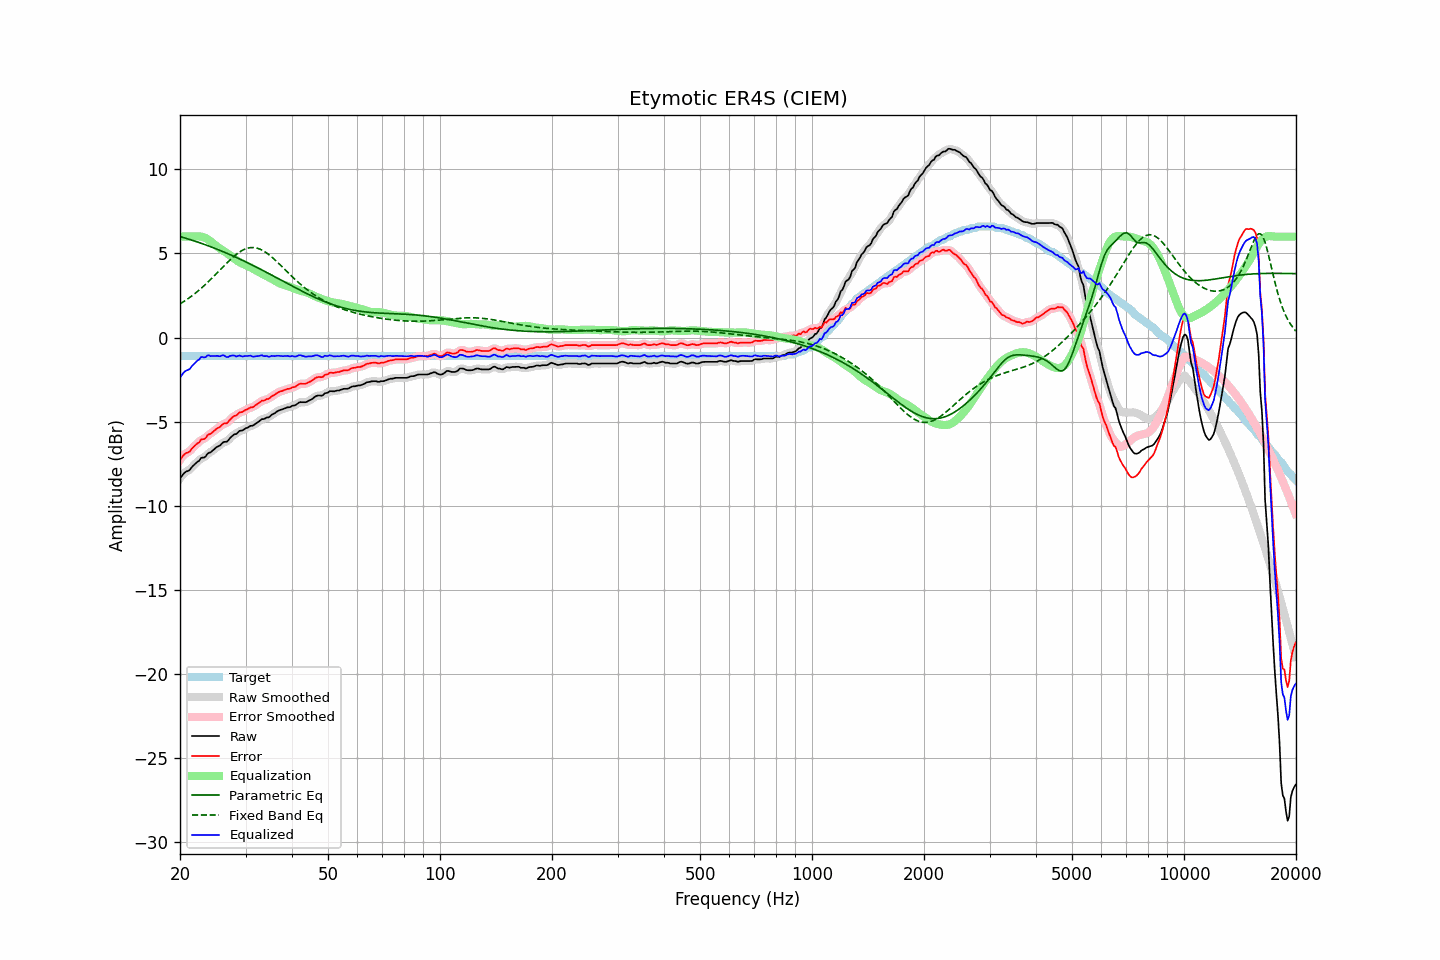 Etymotic ER4S (CIEM)
Amplitude (dBr)
10
5
0
−5
−10
−15
−20
−25
−30
Target
Raw Smoothed
Error Smoothed
Raw
Error
Equalization
Parametric Eq
Fixed Band Eq
Equalized
20 50 100 200 500 1000 2000 5000 10000 20000
Frequency (Hz)